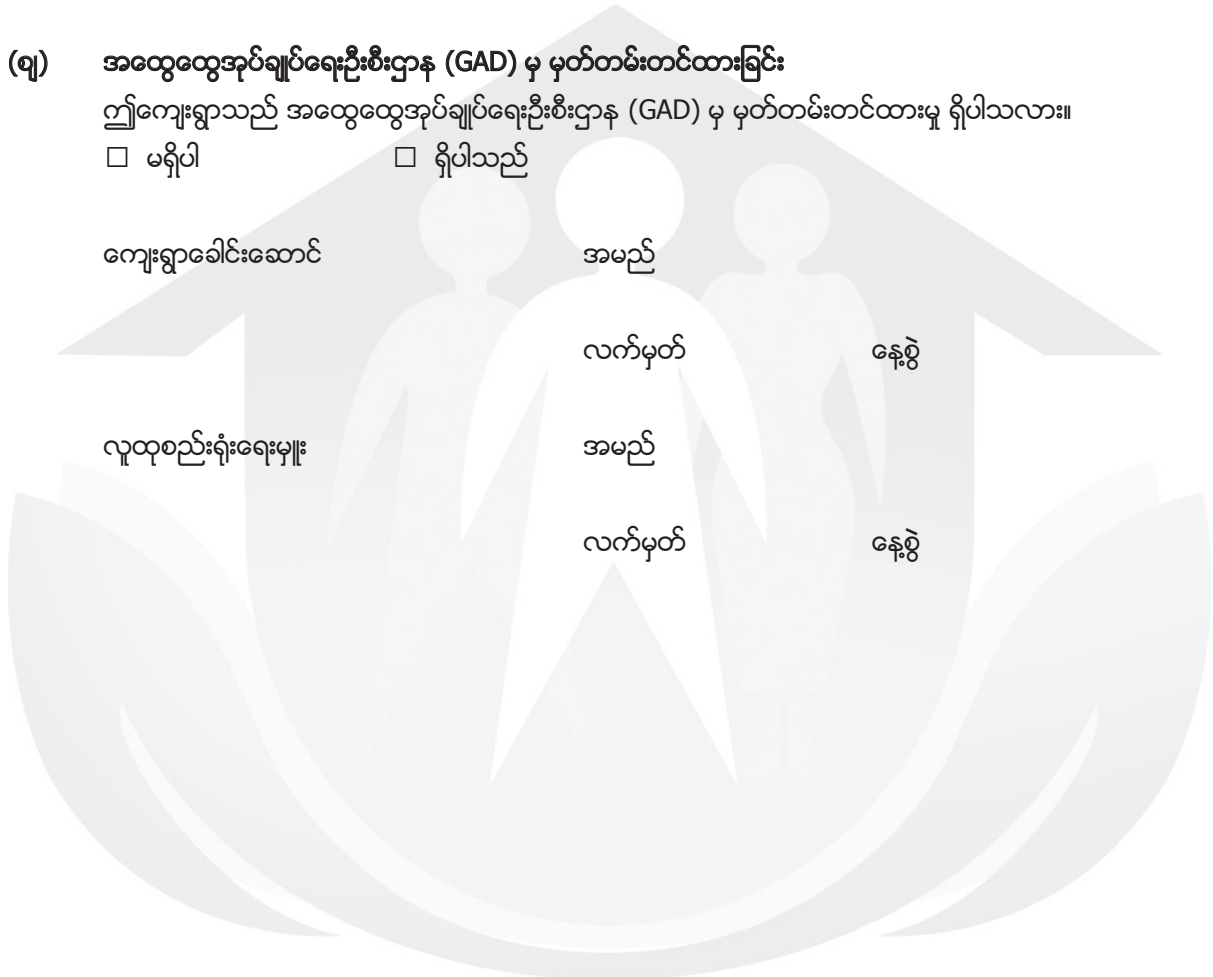 (ဈ) အထွေထွေအုပ်ချုပ်ရေးဦးစီးဌာန (GAD) မှ မှတ်တမ်းတင်ထားခြင်း
ဤကျေးရွာသည် အထွေထွေအုပ်ချုပ်ရေးဦးစီးဌာန (GAD) မှ မှတ်တမ်းတင်ထားမှု ရှိပါသလား။
□ မရှိပါ □ ရှိပါသည်
ကျေးရွာခေါင်းဆောင် အမည်
လက်မှတ် နေ့စွဲ
လူထုစည်းရုံးရေးမှူး အမည်
လက်မှတ် နေ့စွဲ